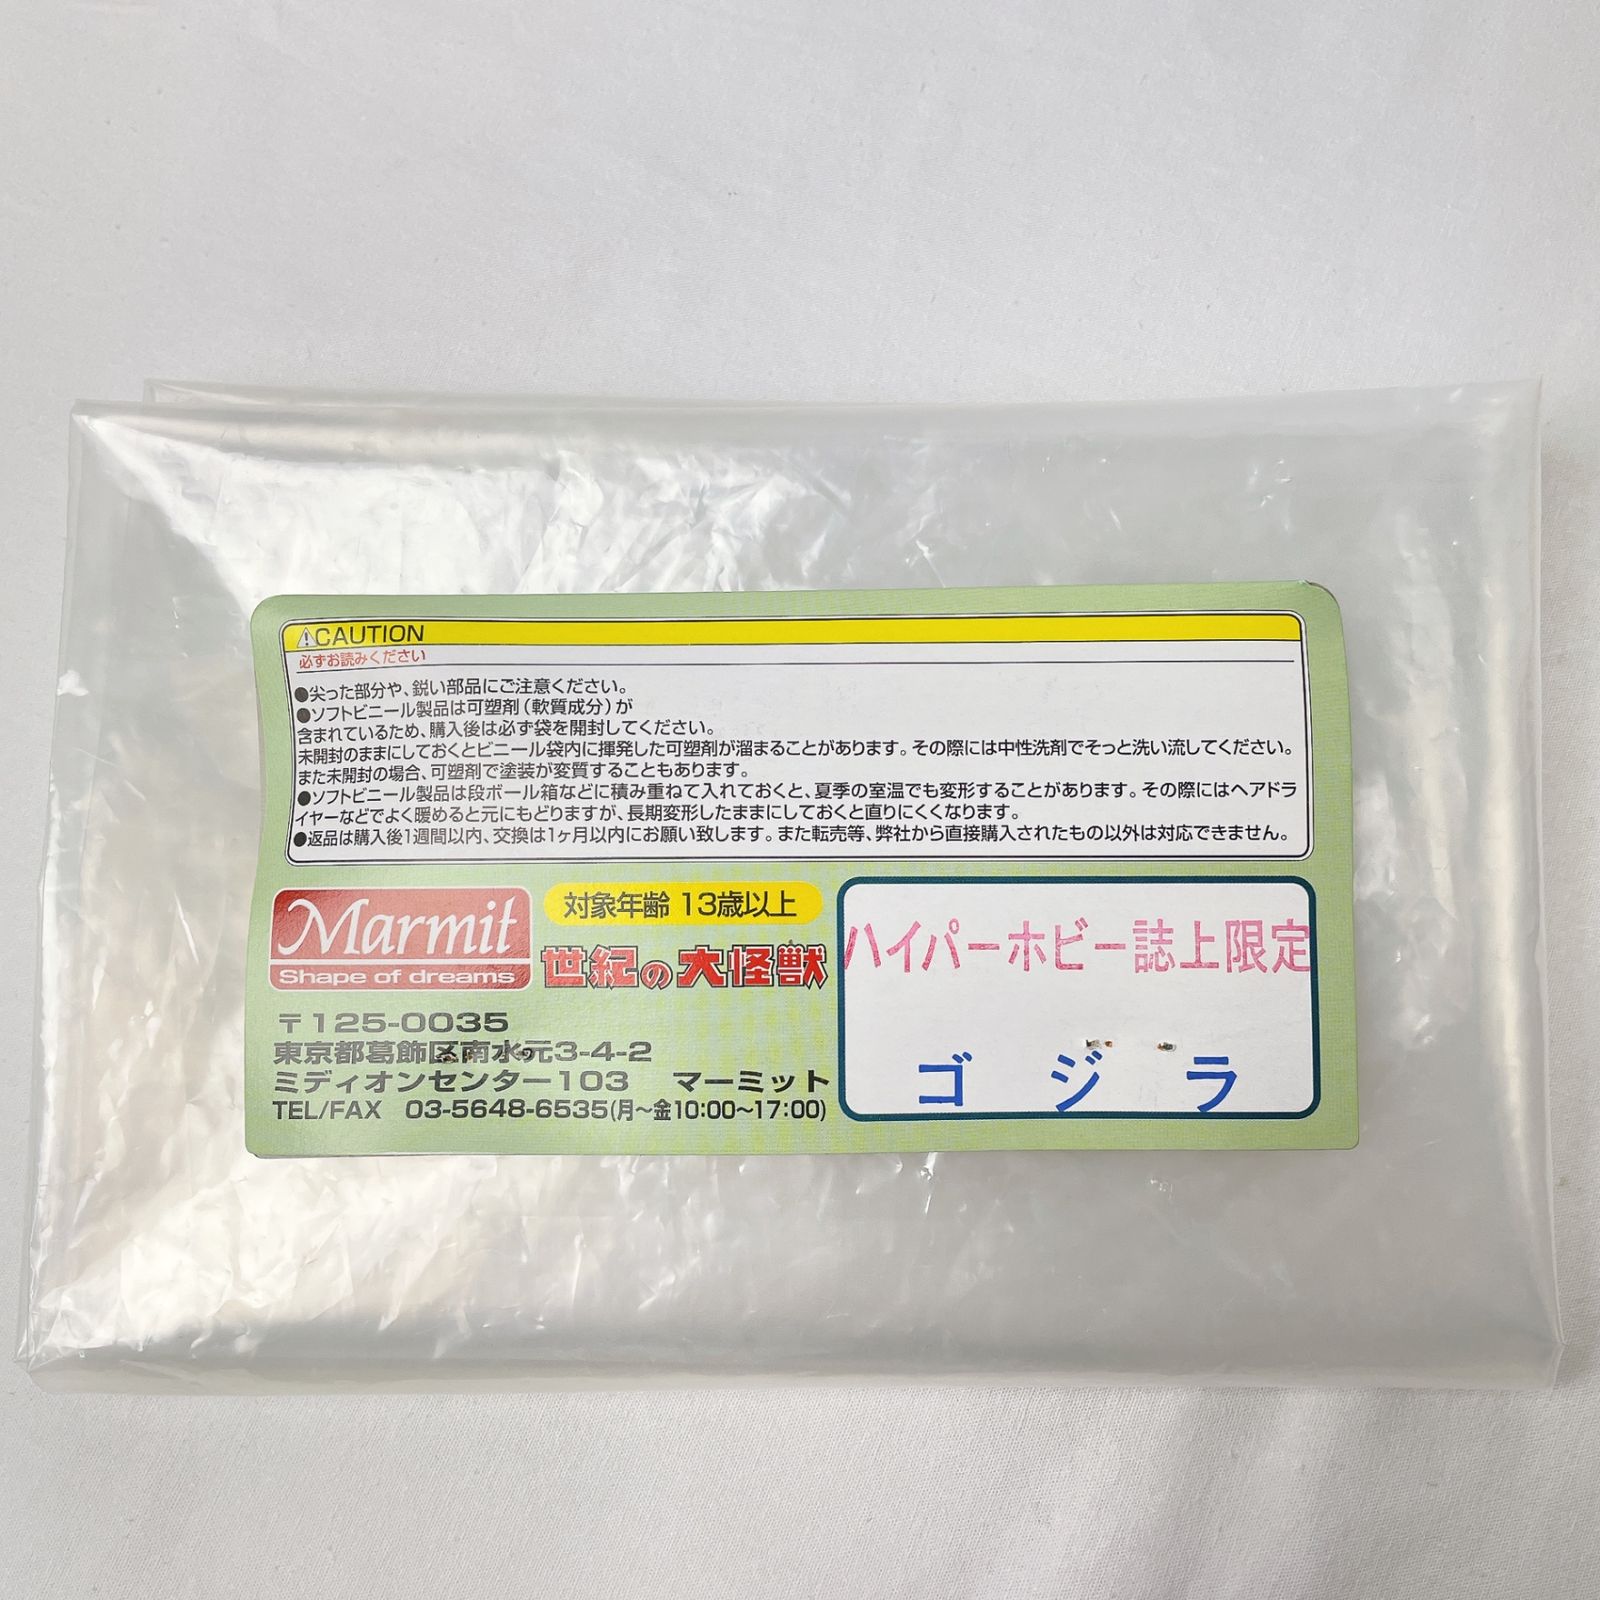 ⚠CAUTION
必ずお読みください
●尖った部分や、鋭い部品にご注意ください。
●ソフトビニール製品は可塑剤(軟質成分)が
含まれているため、購入後は必ず袋を開封してください。
未開封のままにしておくとビニール袋内に揮発した可塑剤が溜まることがあります。その際には中性洗剤でそっと洗い流してください。
また未開封の場合、可塑剤で塗装が変質することもあります。
●ソフトビニール製品は段ボール箱などに積み重ねて入れておくと、夏季の室温でも変形することがあります。その際にはヘアドラ
イヤーなどでよく暖めると元にもどりますが、長期変形したままにしておくと直りにくくなります。
●返品は購入後1週間以内、交換は1ヶ月以内にお願い致します。また転売等、弊社から直接購入されたもの以外は対応できません。
Marmit
Shape of dreams
対象年齢 13歳以上
世紀の大怪獣
〒125-0035
東京都葛飾区南水元3-4-2
ミディオンセンター103 マーミット
TEL/FAX 03-5648-6535(月~金10:00~17:00)
ハイパーホビー誌上限定
ゴジラ